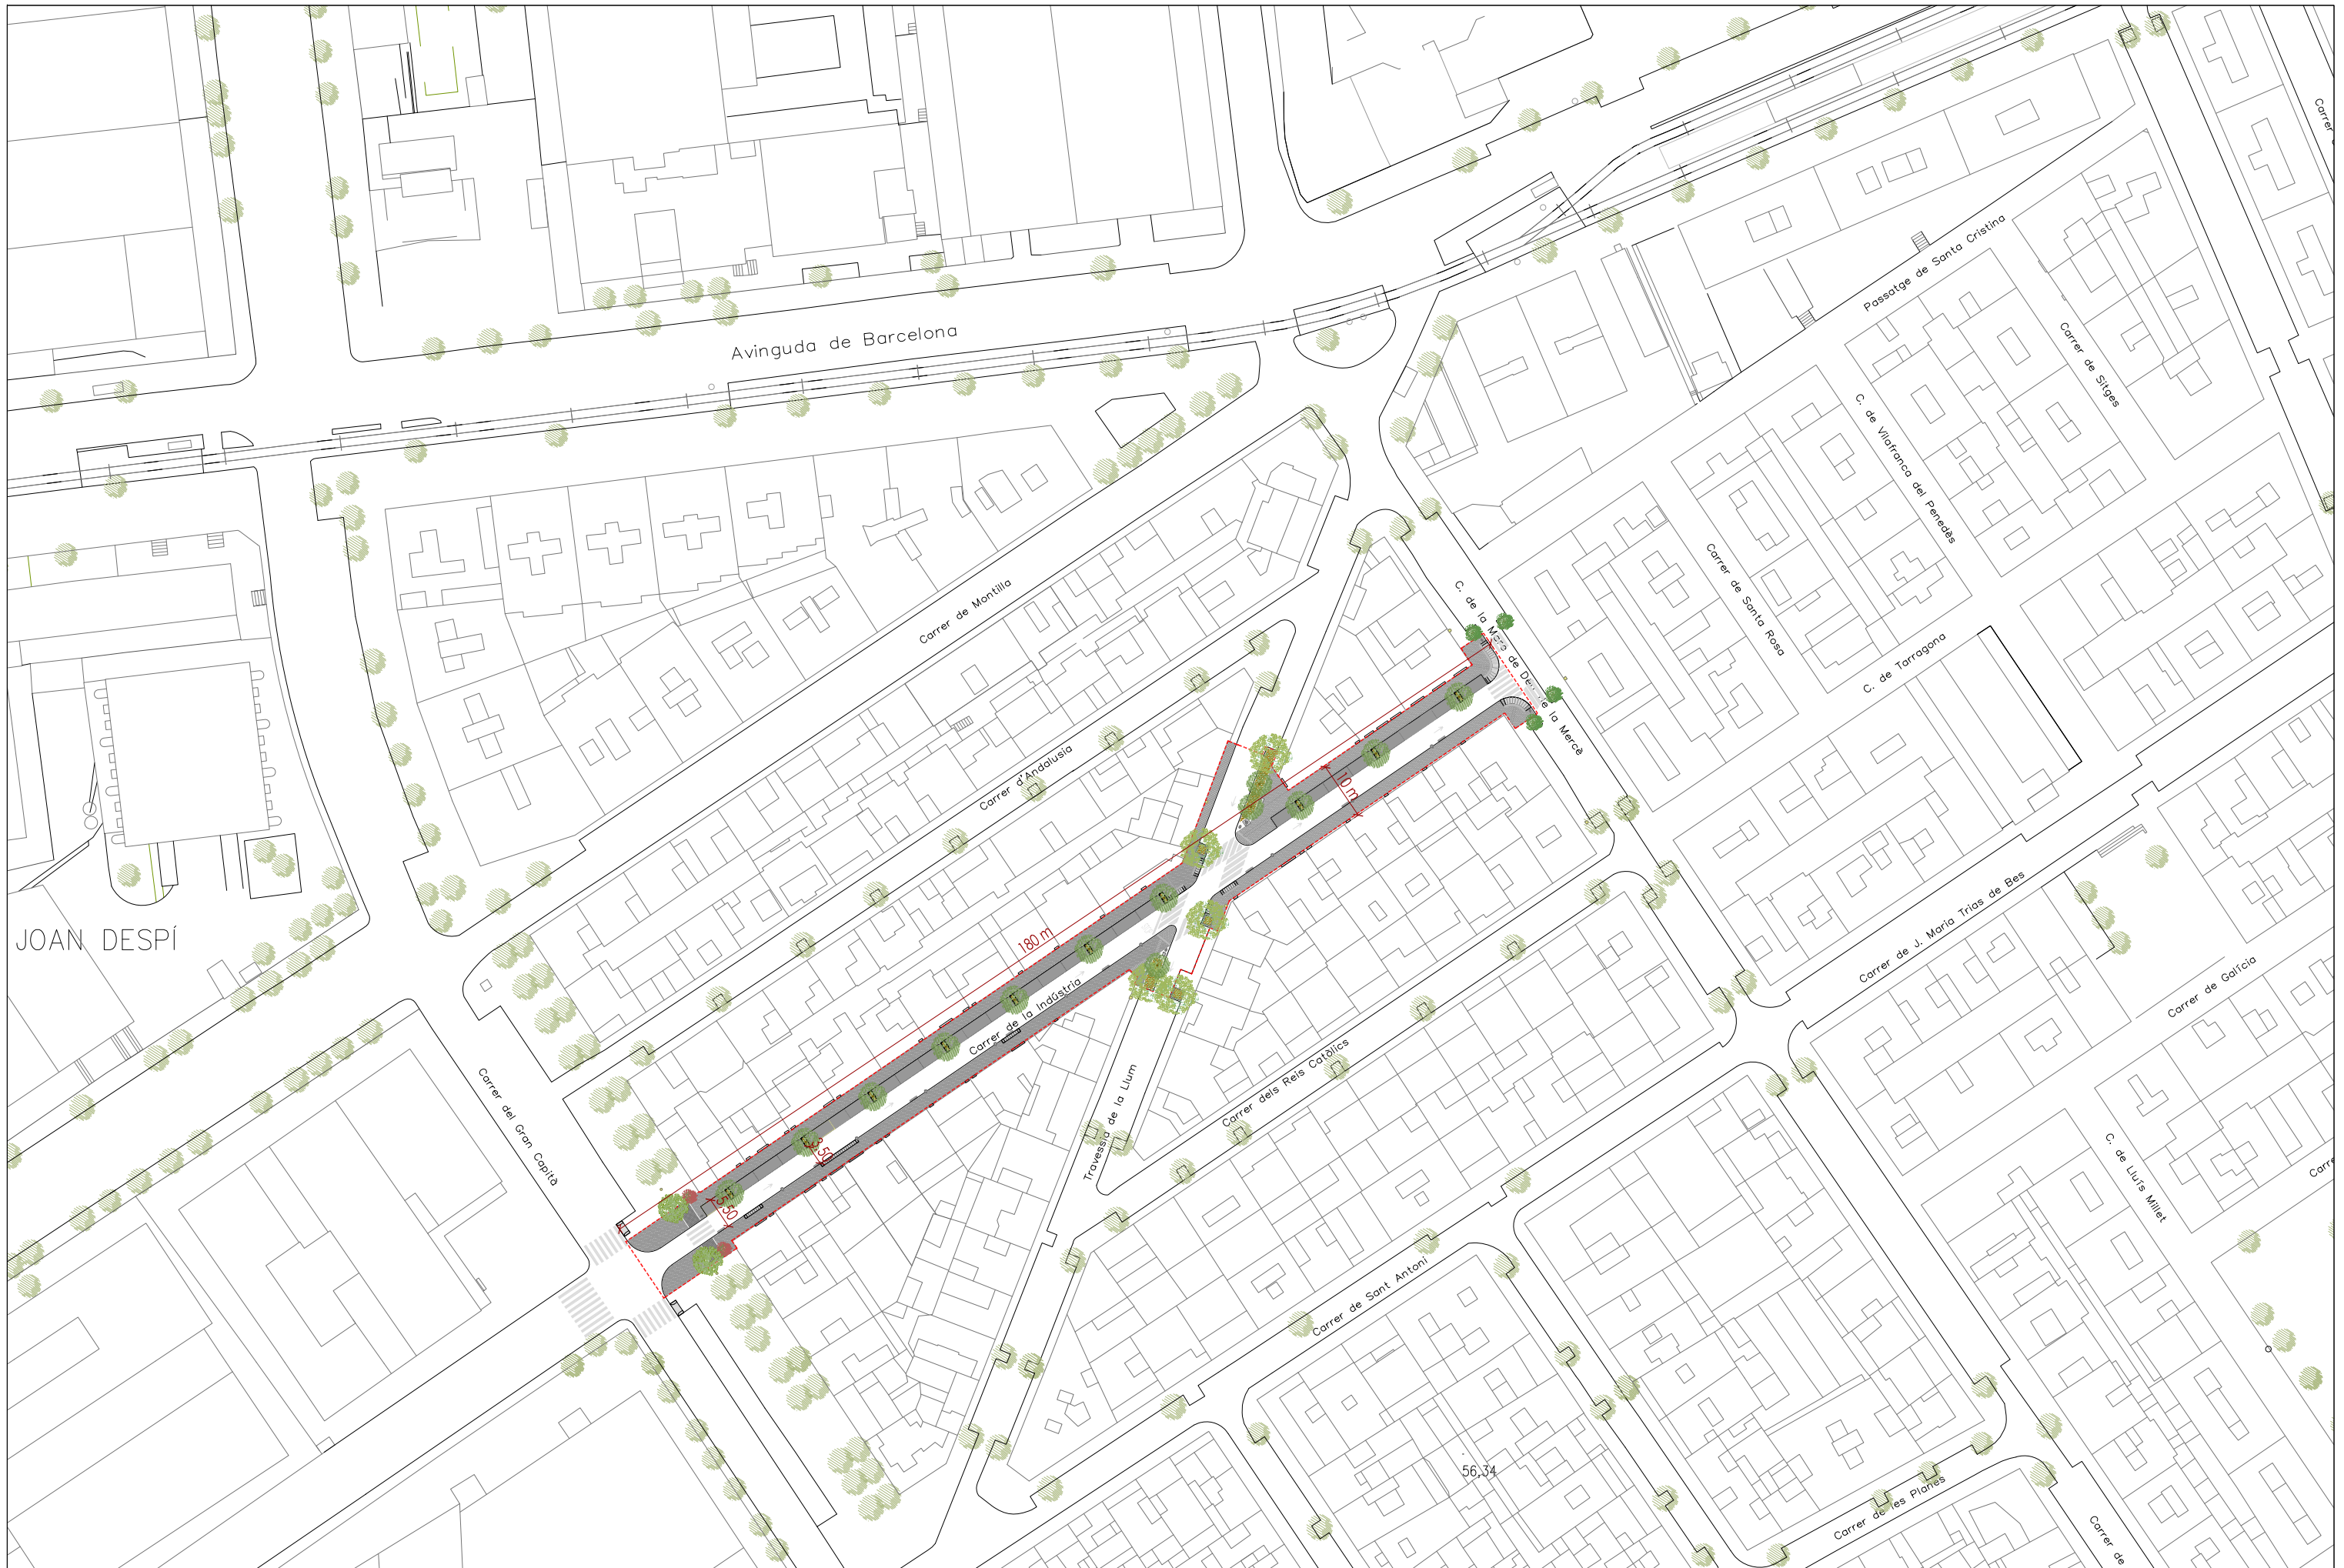 Avinguda de Barcelona
Passatge de Santa Cristina
Carrer de Sitges
C. de Vilafranca del Penedès
Carrer de Santa Rosa
C. de Tarragona
Carrer de Montilla
Carrer d'Andalusia
10 m
180 m
Carrer de la Indústria
3,50
5,50
JOAN DESPÍ
Carrer del Gran Capità
Travessia de la Llum
Carrer dels Reis Catòlics
Carrer de J. Maria Trias de Bes
Carrer de Galícia
C. de Lluís Millet
Carrer de Sant Antoni
56,34
Carrer de les Planes
Carrer de
C. de la Mare de la Mercè
Carrer